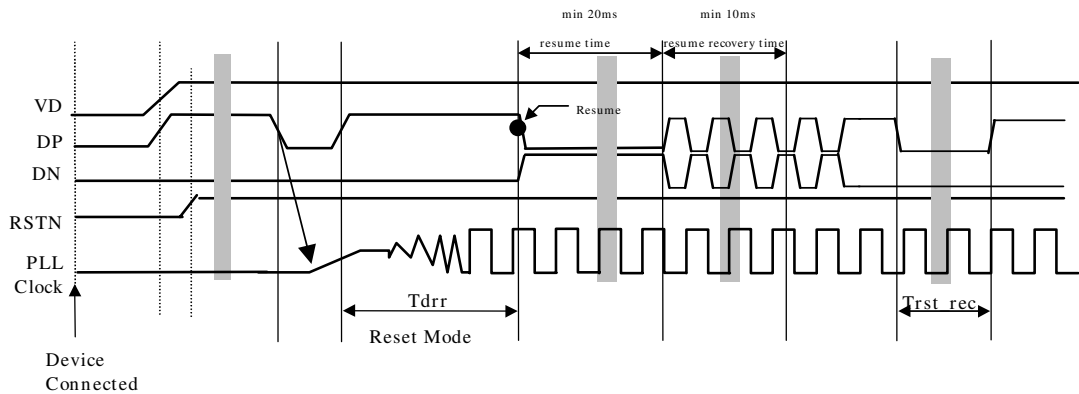 min 20ms
min 10ms
resume time
resume recovery time
VD
DP
Resume
DN
RSTN
PLL
Clock
Tdrr
Trst_rec
Reset Mode
Device
Connected